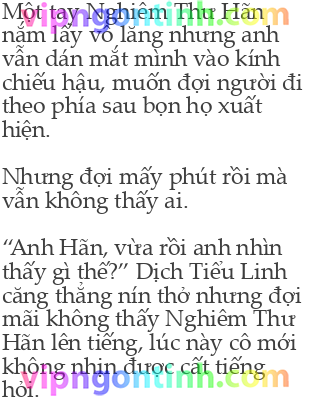 Một tay Nghiêm Thư Hãn
nắm lấy vô lăng nhưng anh
vẫn dán mắt mình vào kính
chiếu hậu, muốn đợi người đi
theo phía sau bọn họ xuất
hiện.
Nhưng đợi mấy phút rồi mà
vẫn không thấy ai.
“Anh Hãn, vừa rồi anh nhìn
thấy gì thế?” Dịch Tiểu Linh
căng thẳng nín thở nhưng đợi
mãi không thấy Nghiêm Thư
Hãn lên tiếng, lúc này cô mới
không nhịn được cất tiếng
hỏi.
vipngontinh.com
vipngontinh.com
vipngontinh.com